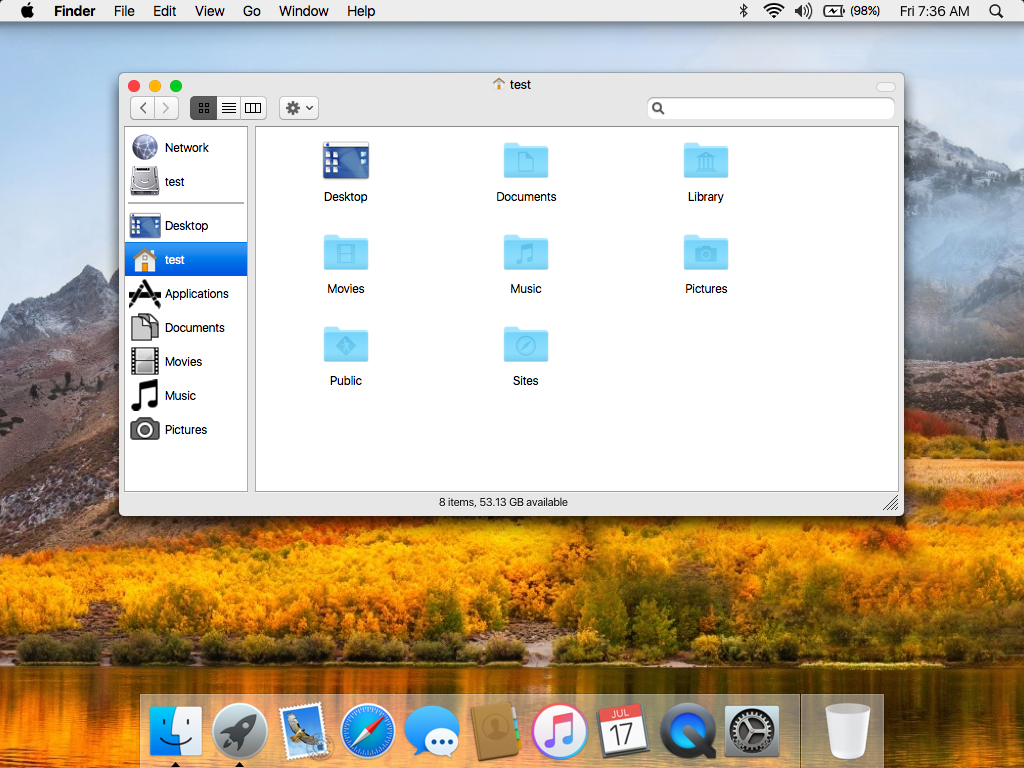 Finder File Edit View Go Window Help (98%) Fri 7:36 AM
test
Network
test
Desktop
test
Applications
Documents
Movies
Music
Pictures
Desktop Documents Library
Movies Music Pictures
Public Sites
8 items, 53.13 GB available
JUL
17